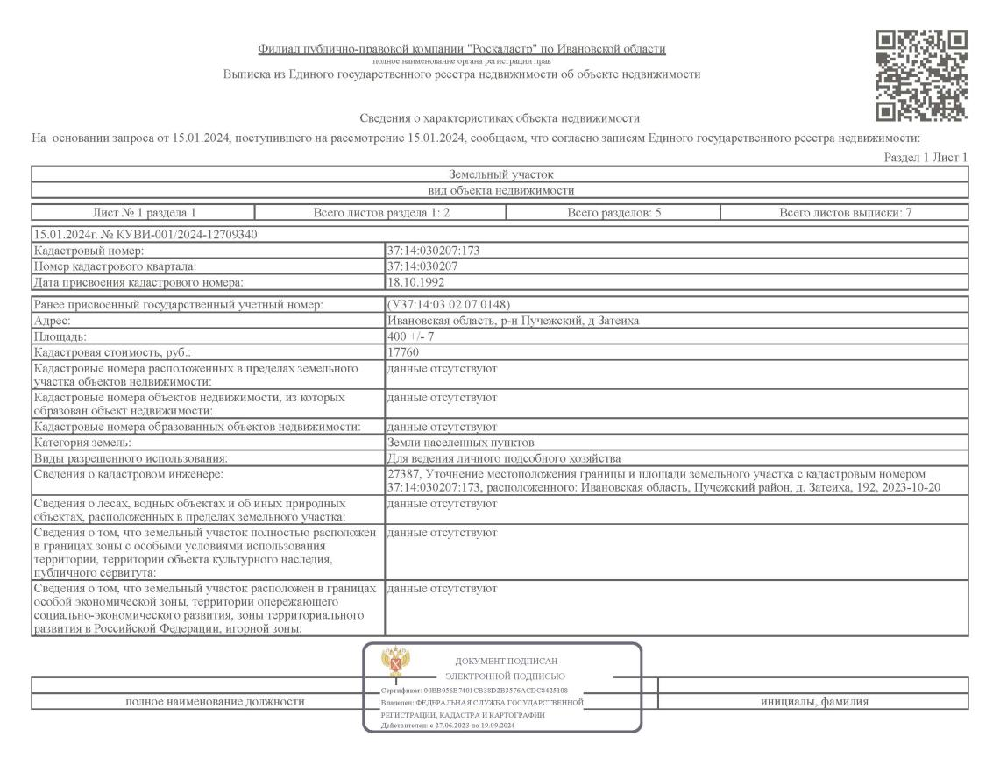 Филиал публично-правовой компании "Роскадастр" по Ивановской области
полное наименование органа регистрации прав
Выписка из Единого государственного реестра недвижимости об объекте недвижимости
Сведения о характеристиках объекта недвижимости
На основании запроса от 15.01.2024, поступившего на рассмотрение 15.01.2024, сообщаем, что согласно записям Единого государственного реестра недвижимости:
Раздел 1 Лист 1
Земельный участок
вид объекта недвижимости
Лист № 1 раздела 1 Всего листов раздела 1: 2 Всего разделов: 5 Всего листов выписки: 7
15.01.2024г. № КУВИ-001/2024-12709340
Кадастровый номер: 37:14:030207:173
Номер кадастрового квартала: 37:14:030207
Дата присвоения кадастрового номера: 18.10.1992
Ранее присвоенный государственный учетный номер: (У37:14:03 02 07:0148)
Адрес: Ивановская область, р-н Пучежский, д Затеиха
Площадь: 400 +/- 7
Кадастровая стоимость, руб.: 17760
Кадастровые номера расположенных в пределах земельного данные отсутствуют
участка объектов недвижимости:
Кадастровые номера объектов недвижимости, из которых данные отсутствуют
образован объект недвижимости:
Кадастровые номера образованных объектов недвижимости: данные отсутствуют
Категория земель: Земли населенных пунктов
Виды разрешенного использования: Для ведения личного подсобного хозяйства
Сведения о кадастровом инженере: 27387, Уточнение местоположения границы и площади земельного участка с кадастровым номером
37:14:030207:173, расположенного: Ивановская область, Пучежский район, д. Затеиха, 192, 2023-10-20
Сведения о лесах, водных объектах и об иных природных данные отсутствуют
объектах, расположенных в пределах земельного участка:
Сведения о том, что земельный участок полностью расположен данные отсутствуют
в границах зоны с особыми условиями использования
территории, территории объекта культурного наследия,
публичного сервитута:
Сведения о том, что земельный участок расположен в границах данные отсутствуют
особой экономической зоны, территории опережающего
социально-экономического развития, зоны территориального
развития в Российской Федерации, игорной зоны:
ДОКУМЕНТ ПОДПИСАН
ЭЛЕКТРОННОЙ ПОДПИСЬЮ
Сертификат: 00BB056B7401CB38D2B3576ACDC8425108
Владелец: ФЕДЕРАЛЬНАЯ СЛУЖБА ГОСУДАРСТВЕННОЙ
РЕГИСТРАЦИИ, КАДАСТРА И КАРТОГРАФИИ
Действителен: с 27.06.2023 по 19.09.2024
полное наименование должности инициалы, фамилия